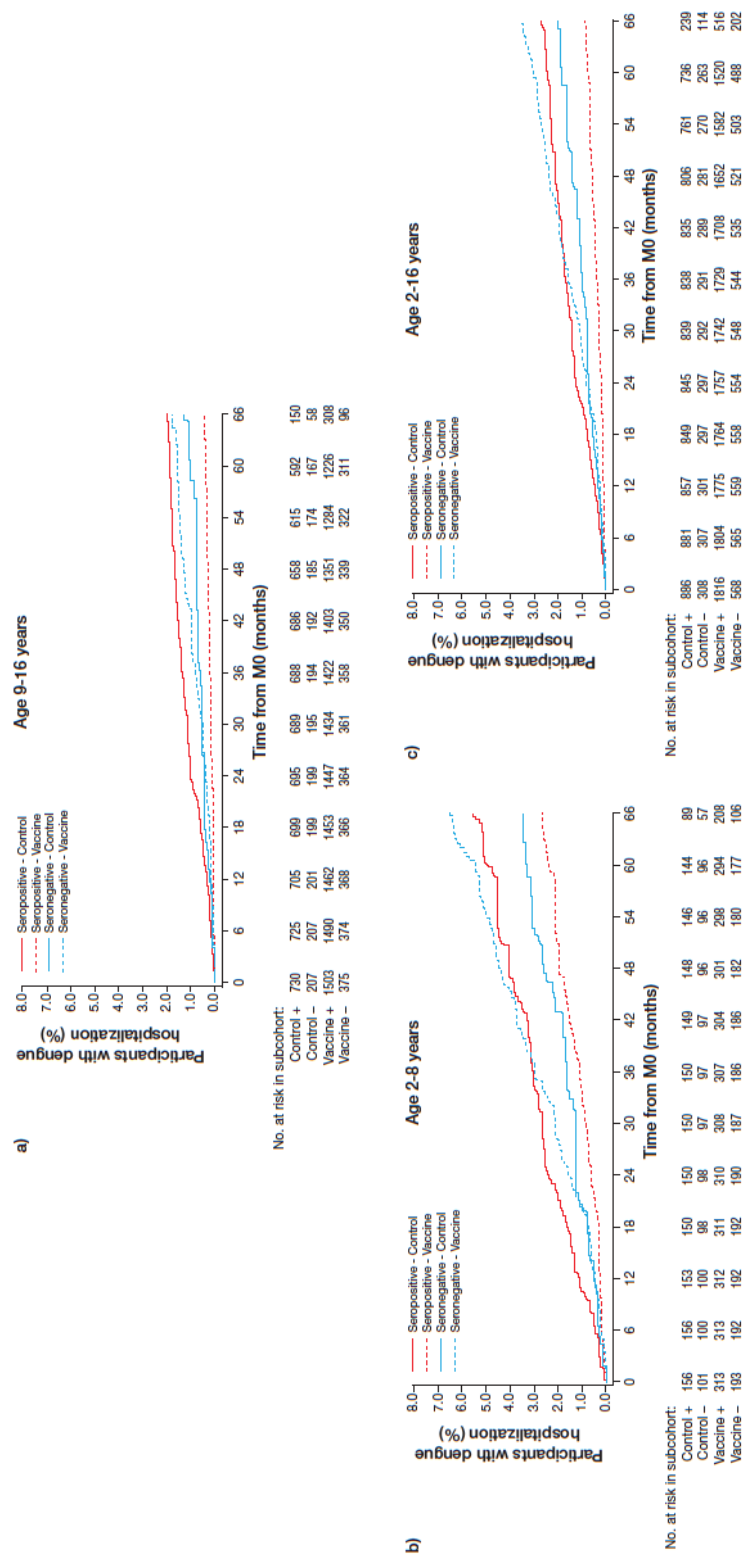 a)
Age 9-16 years
Participants with dengue
hospitalization (%)
8.0
7.0
6.0
5.0
4.0
3.0
2.0
1.0
0.0
Seropositive - Control
Seropositive - Vaccine
Seronegative - Control
Seronegative - Vaccine
0 6 12 18 24 30 36 42 48 54 60 66
Time from M0 (months)
No. at risk in subcohort:
Control + 730 725 705 699 695 689 688 686 658 615 592 150
Control – 207 207 201 199 199 195 194 192 185 174 167 58
Vaccine + 1503 1490 1462 1453 1447 1434 1422 1403 1351 1284 1226 308
Vaccine – 375 374 368 366 364 361 358 350 339 322 311 96
b)
Age 2-8 years
Participants with dengue
hospitalization (%)
8.0
7.0
6.0
5.0
4.0
3.0
2.0
1.0
0.0
Seropositive - Control
Seropositive - Vaccine
Seronegative - Control
Seronegative - Vaccine
0 6 12 18 24 30 36 42 48 54 60 66
Time from M0 (months)
No. at risk in subcohort:
Control + 156 156 153 150 150 150 150 149 148 146 144 89
Control – 101 100 100 98 98 97 97 97 96 96 96 57
Vaccine + 313 313 312 311 310 308 307 304 301 298 294 208
Vaccine – 193 192 192 192 190 187 186 186 182 180 177 106
c)
Age 2-16 years
Participants with dengue
hospitalization (%)
8.0
7.0
6.0
5.0
4.0
3.0
2.0
1.0
0.0
Seropositive - Control
Seropositive - Vaccine
Seronegative - Control
Seronegative - Vaccine
0 6 12 18 24 30 36 42 48 54 60 66
Time from M0 (months)
No. at risk in subcohort:
Control + 886 881 857 849 845 839 838 835 806 761 736 239
Control – 308 307 301 297 297 292 291 289 281 270 263 114
Vaccine + 1816 1804 1775 1764 1757 1742 1729 1708 1652 1582 1520 516
Vaccine – 568 565 559 558 554 548 544 535 521 503 488 202